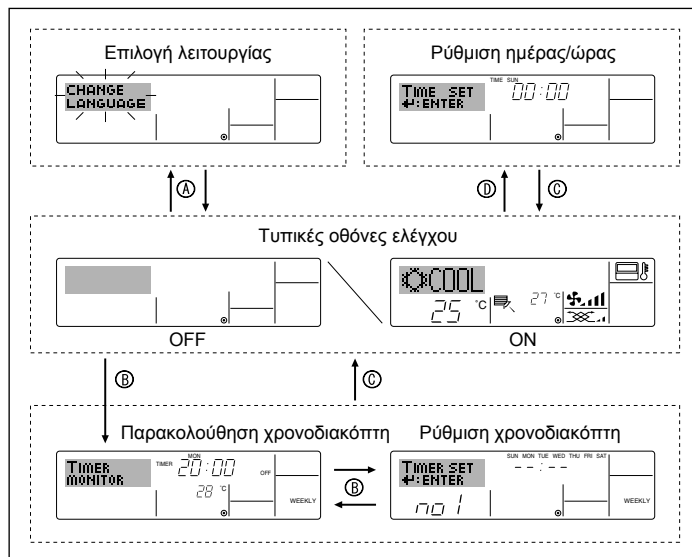 Επιλογή λειτουργίας
CHANGE
LANGUAGE
Ρύθμιση ημέρας/ώρας
TIME SUN
TIME SET 00:00
↵:ENTER
Ⓐ
Ⓓ
Ⓒ
Τυπικές οθόνες ελέγχου
OFF
COOL
25 °C
27 °C
ON
Ⓑ
Ⓒ
Παρακολούθηση χρονοδιακόπτη
MON
TIMER 20:00 OFF
TIMER
MONITOR
28 °C
WEEKLY
Ⓑ
Ρύθμιση χρονοδιακόπτη
SUN MON TUE WED THU FRI SAT
TIMER SET --:--
↵:ENTER
no 1
WEEKLY